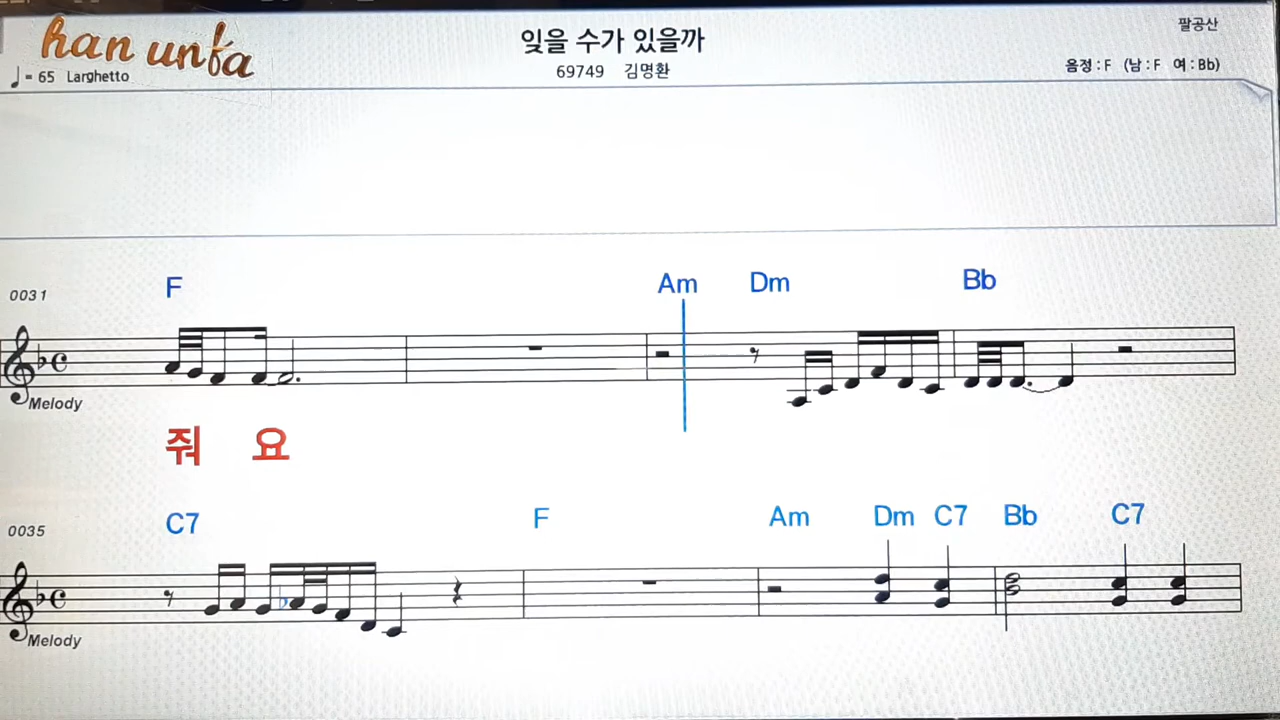 han unfa
잊을 수가 있을까
팔공산
♩= 65 Larghetto
69749 김명환
음정 : F (남 : F 여 : Bb)
F Am Dm Bb
0031
Melody
줘 요
C7 F Am Dm C7 Bb C7
0035
Melody